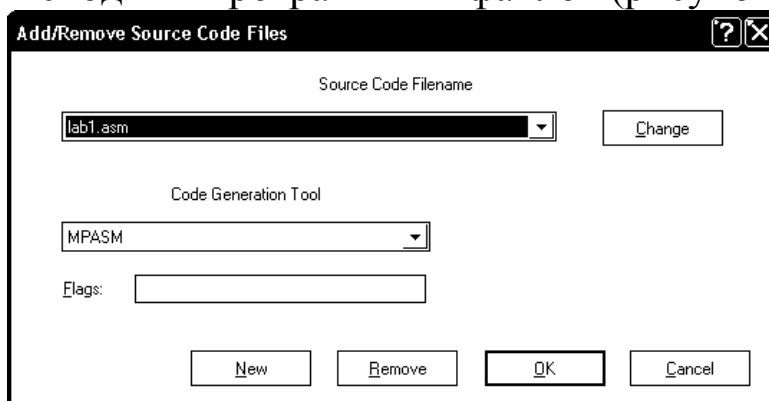 Add/Remove Source Code Files
Source Code Filename
lab1.asm
Change
Code Generation Tool
MPASM
Flags:
New Remove OK Cancel